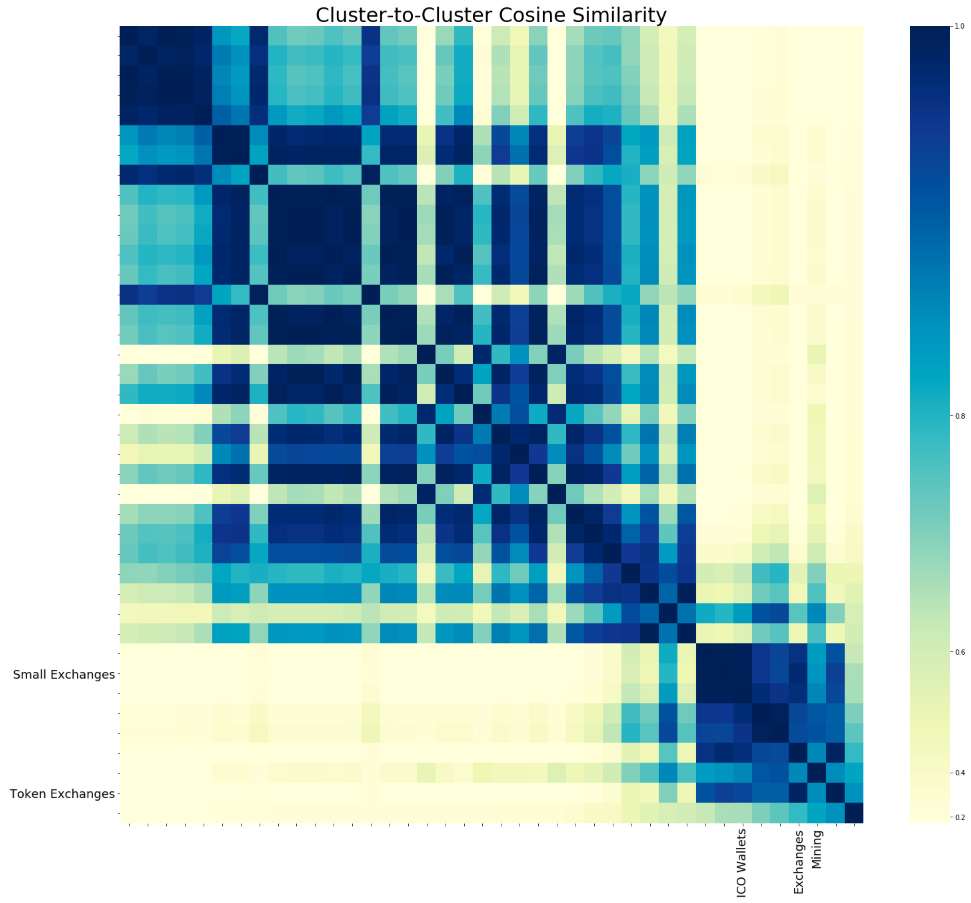 Cluster-to-Cluster Cosine Similarity
1.0
0.8
0.6
0.4
0.2
Small Exchanges
Token Exchanges
ICO Wallets
Exchanges
Mining